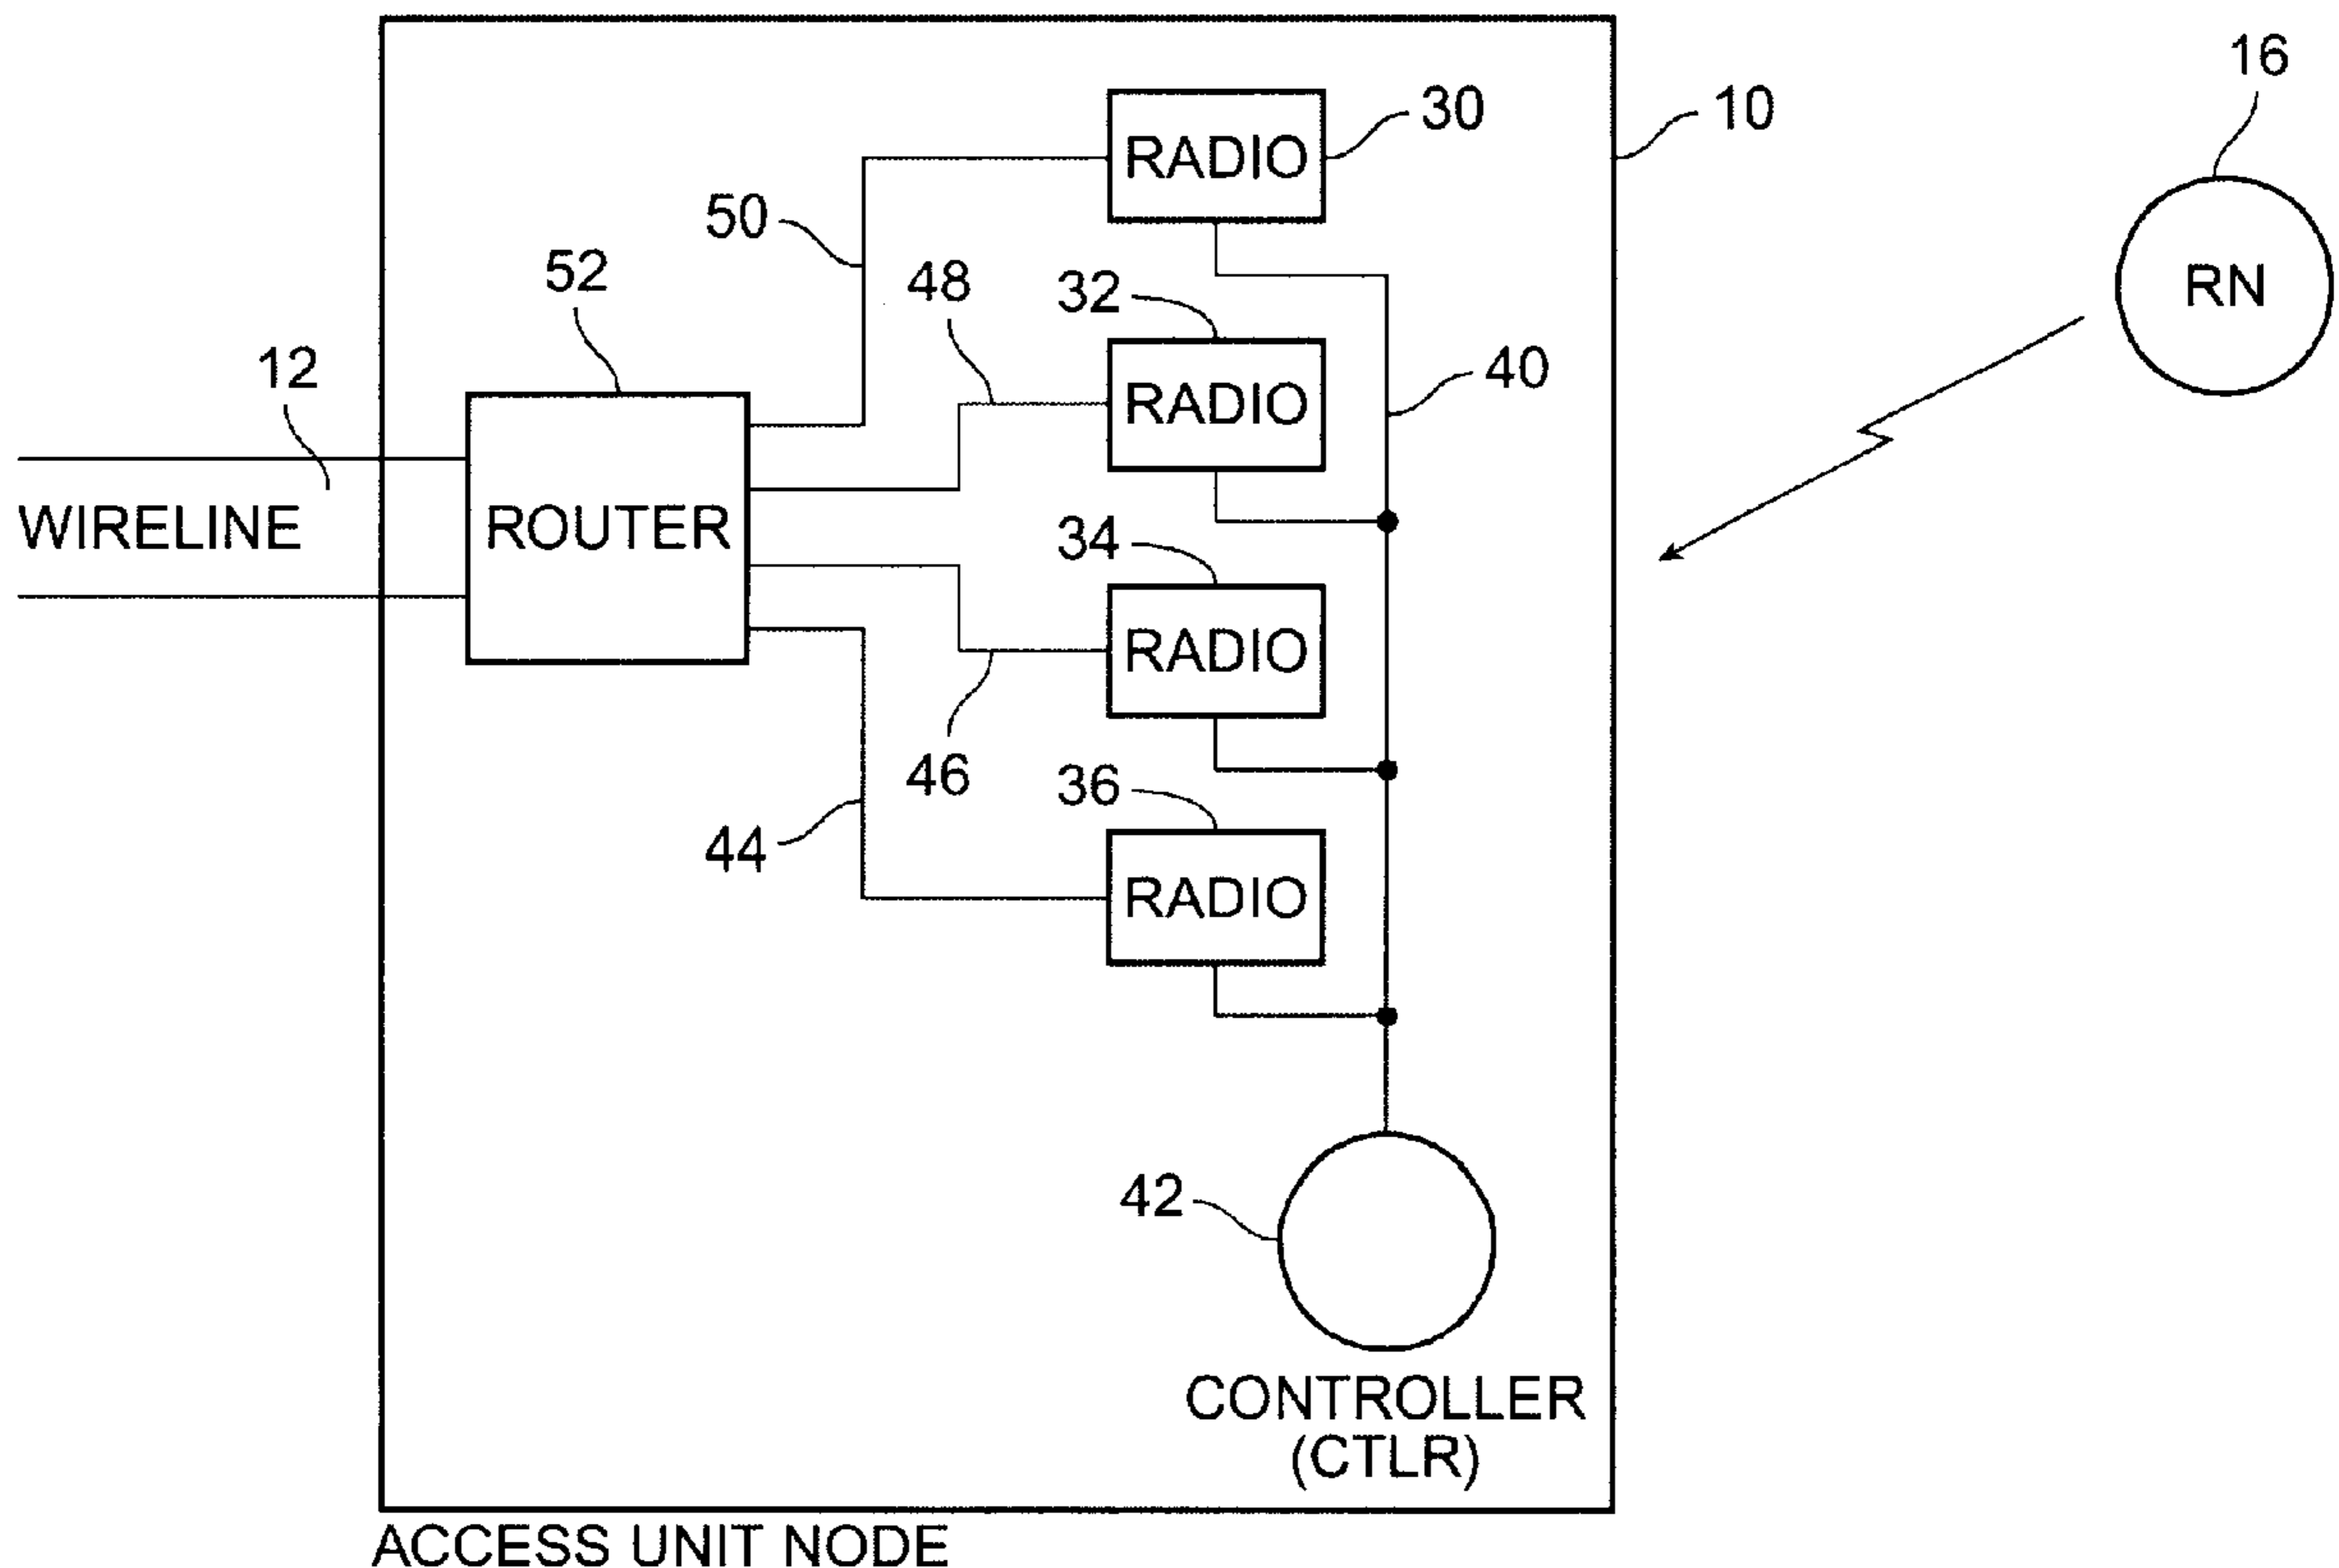 16
30
10
RADIO
50
52
48
32
RN
12
40
RADIO
WIRELINE
ROUTER
34
RADIO
46
36
44
RADIO
42
CONTROLLER
(CTLR)
ACCESS UNIT NODE